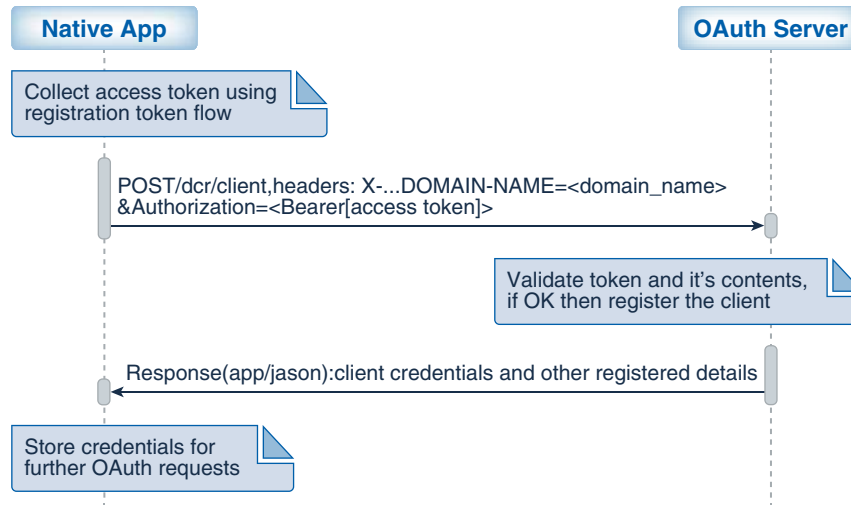 Native App
OAuth Server
Collect access token using
registration token flow
POST/dcr/client,headers: X-...DOMAIN-NAME=<domain_name>
&Authorization=<Bearer[access token]>
Validate token and it's contents,
if OK then register the client
Response(app/jason):client credentials and other registered details
Store credentials for
further OAuth requests